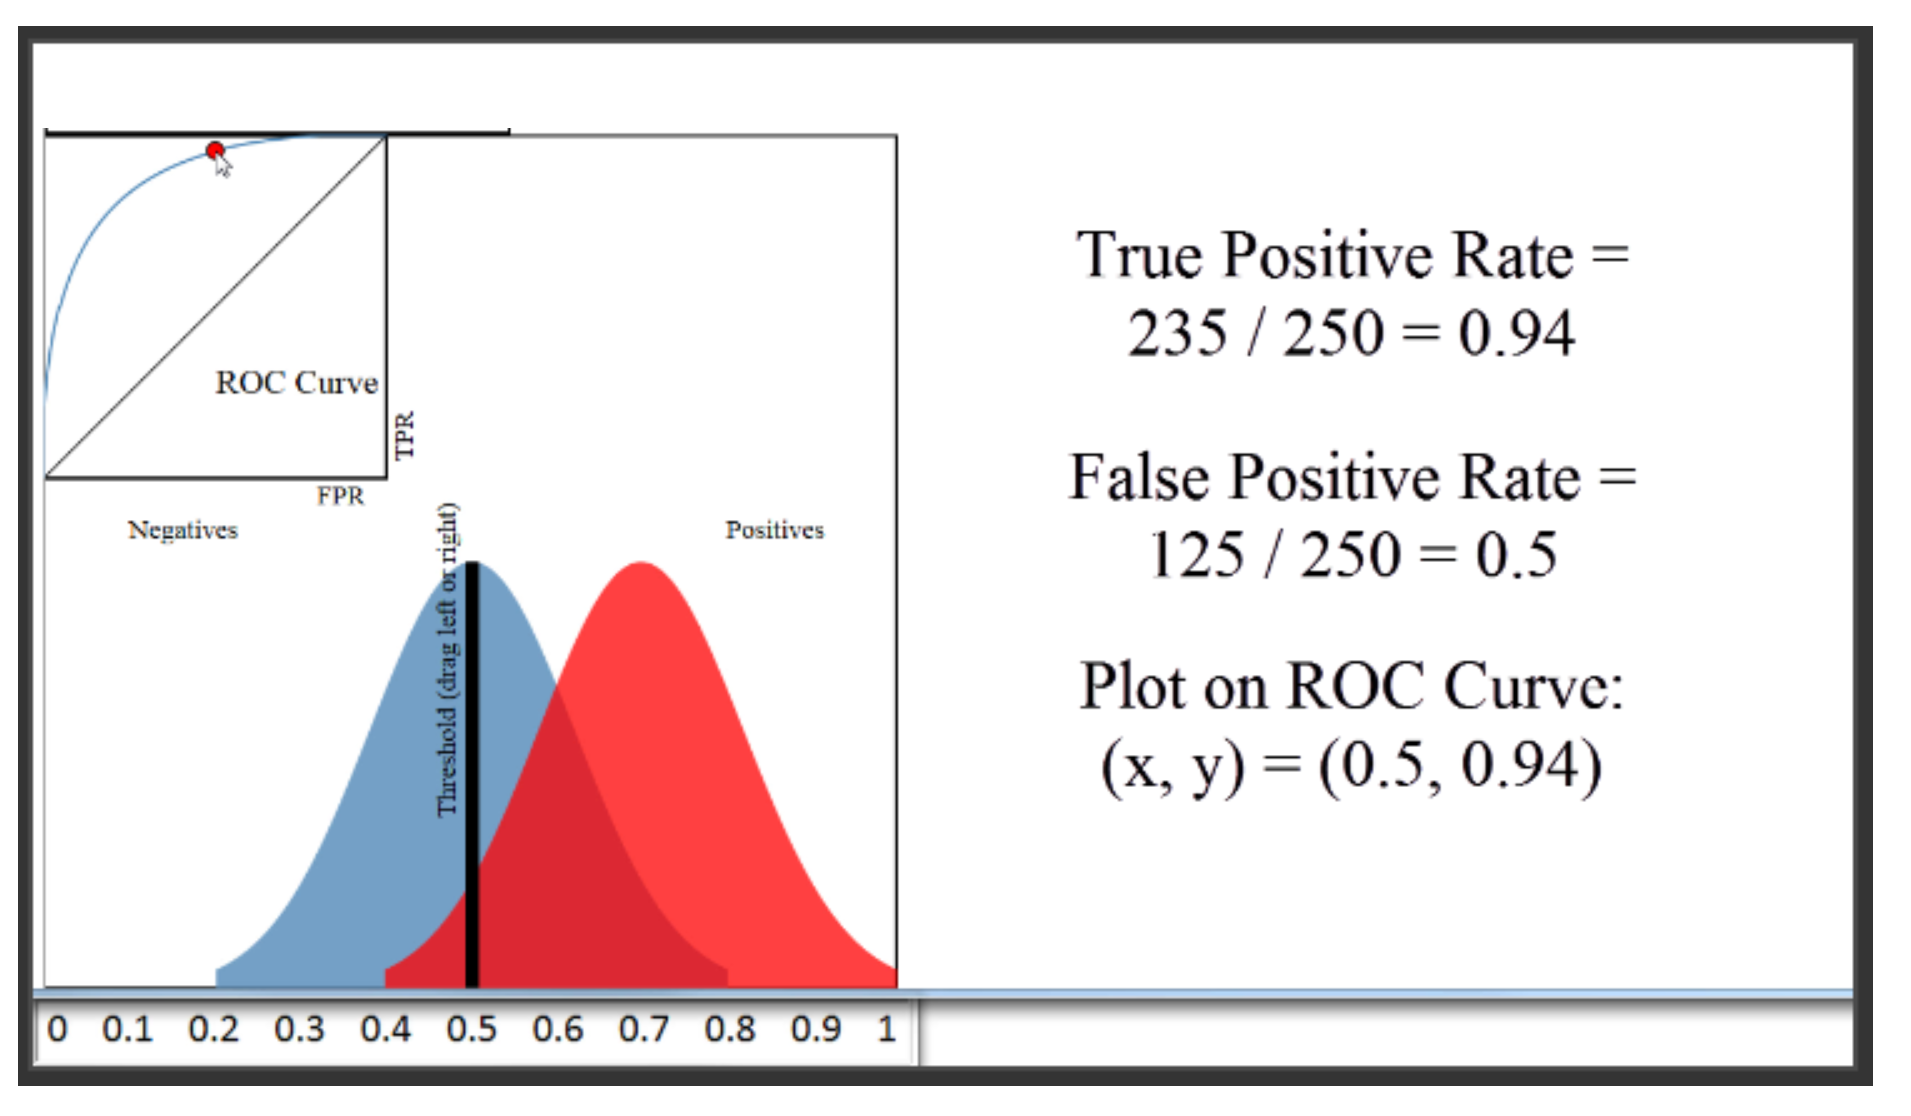 ROC Curve
TPR
FPR
Negatives
Positives
Threshold (drag left or right)
0 0.1 0.2 0.3 0.4 0.5 0.6 0.7 0.8 0.9 1
True Positive Rate =
235 / 250 = 0.94
False Positive Rate =
125 / 250 = 0.5
Plot on ROC Curve:
(x, y) = (0.5, 0.94)